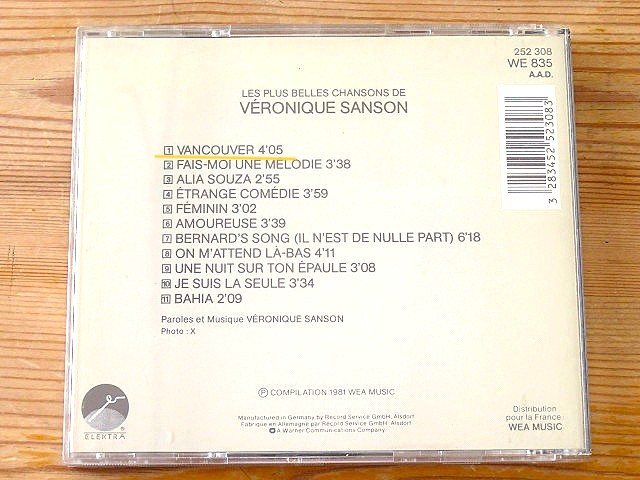 252 308
WE 835
A.A.D.
LES PLUS BELLES CHANSONS DE
VÉRONIQUE SANSON
3 283452 523083
1 VANCOUVER 4'05
2 FAIS-MOI UNE MÉLODIE 3'38
3 ALIA SOUZA 2'55
4 ÉTRANGE COMÉDIE 3'59
5 FÉMININ 3'02
6 AMOUREUSE 3'39
7 BERNARD'S SONG (IL N'EST DE NULLE PART) 6'18
8 ON M'ATTEND LÀ-BAS 4'11
9 UNE NUIT SUR TON ÉPAULE 3'08
10 JE SUIS LA SEULE 3'34
11 BAHIA 2'09
Paroles et Musique VÉRONIQUE SANSON
Photo : X
℗ COMPILATION 1981 WEA MUSIC
Manufactured in Germany by Record Service GmbH, Alsdorf
Fabriqué en Allemagne par Record Service GmbH, Alsdorf
A Warner Communications Company
ELEKTRA ®
Distribution
pour la France :
WEA MUSIC